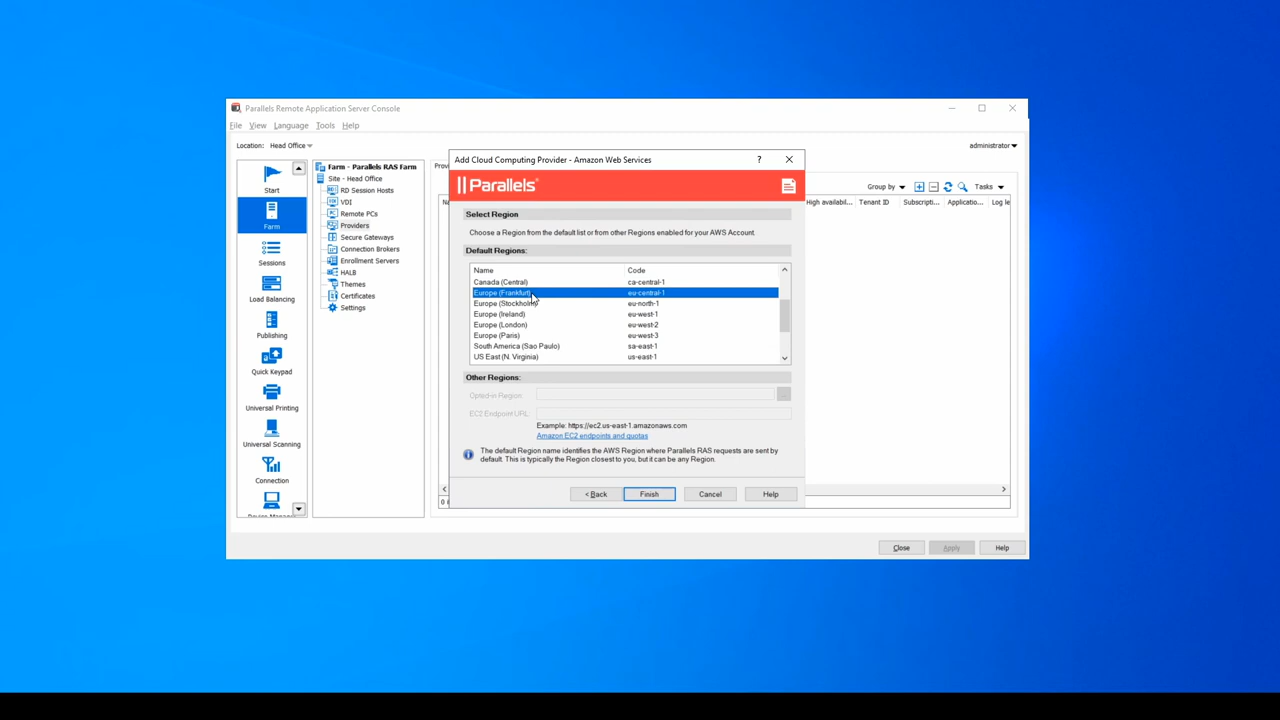 Parallels Remote Application Server Console
File View Language Tools Help
Location: Head Office
administrator
Start
Farm
Sessions
Load Balancing
Publishing
Quick Keypad
Universal Printing
Universal Scanning
Connection
Farm - Parallels RAS Farm
Site - Head Office
RD Session Hosts
VDI
Remote PCs
Providers
Secure Gateways
Connection Brokers
Enrollment Servers
HALB
Themes
Certificates
Settings
Group by Tasks
High availabil... Tenant ID Subscripti... Applicatio... Log le
Add Cloud Computing Provider - Amazon Web Services
?
Parallels®
Select Region
Choose a Region from the default list or from other Regions enabled for your AWS Account.
Default Regions:
Name Code
Canada (Central) ca-central-1
Europe (Frankfurt) eu-central-1
Europe (Stockholm) eu-north-1
Europe (Ireland) eu-west-1
Europe (London) eu-west-2
Europe (Paris) eu-west-3
South America (Sao Paulo) sa-east-1
US East (N. Virginia) us-east-1
Other Regions:
Opted-in Region: ...
EC2 Endpoint URL:
Example: https://ec2.us-east-1.amazonaws.com
Amazon EC2 endpoints and quotas
The default Region name identifies the AWS Region where Parallels RAS requests are sent by
default. This is typically the Region closest to you, but it can be any Region.
< Back Finish Cancel Help
Close Apply Help